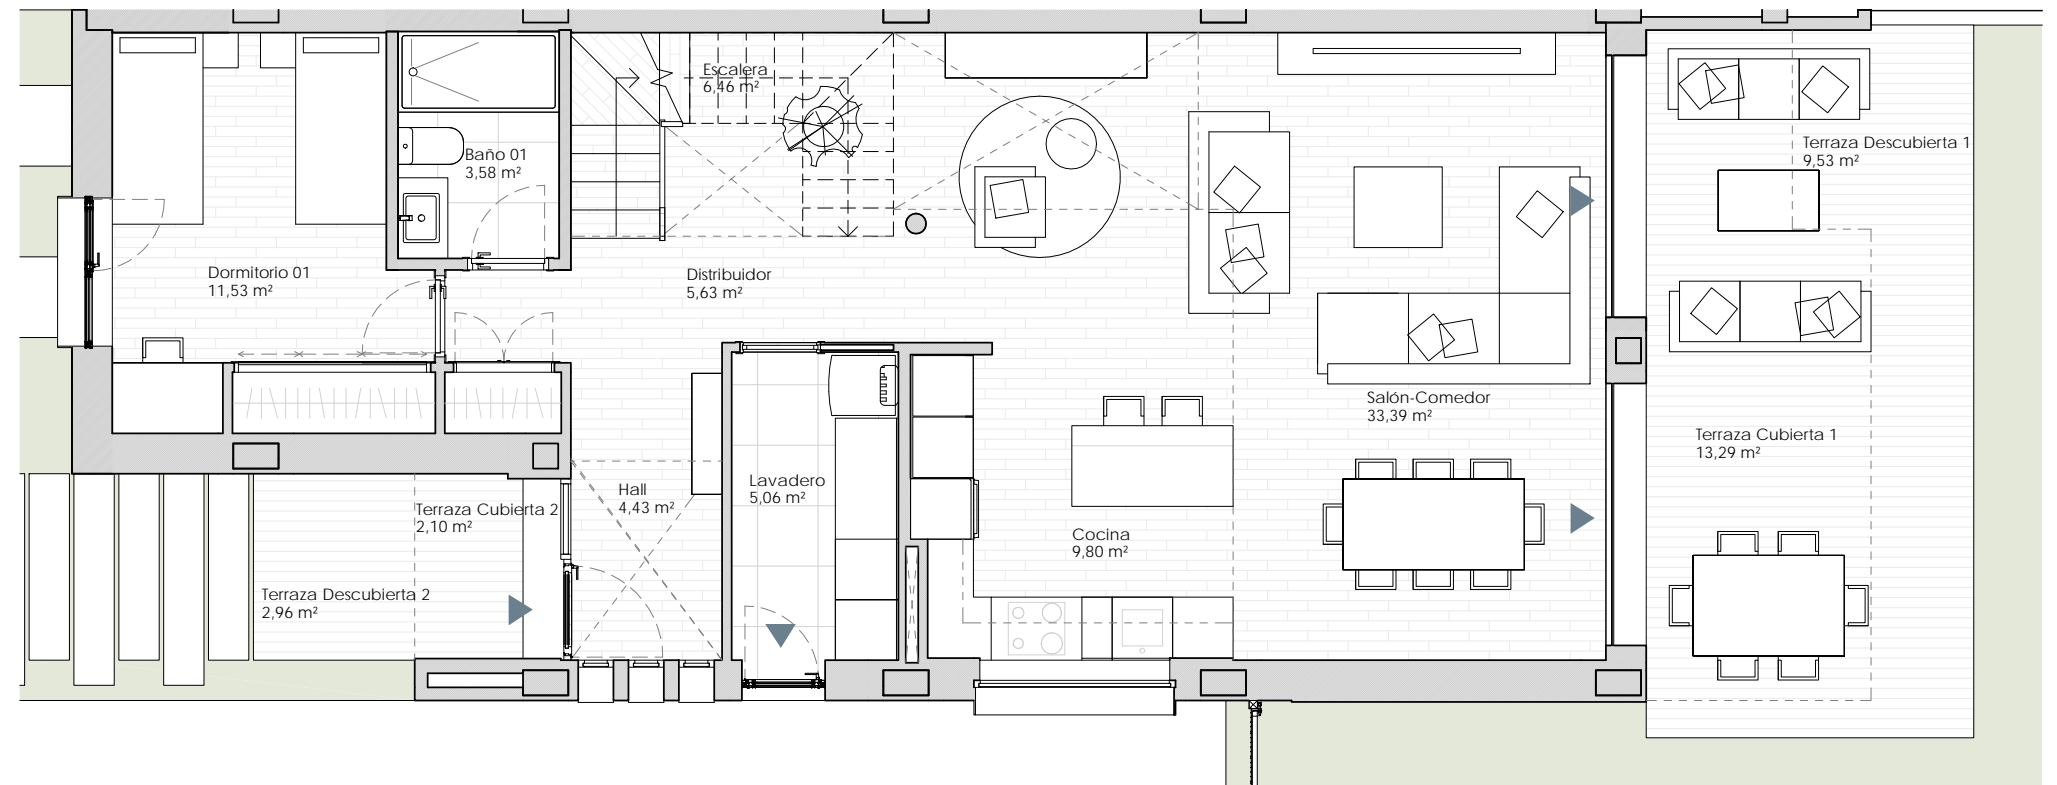 Escalera
6,46 m²
Baño 01
3,58 m²
Terraza Descubierta 1
9,53 m²
Dormitorio 01
11,53 m²
Distribuidor
5,63 m²
Salón-Comedor
33,39 m²
Terraza Cubierta 1
13,29 m²
Lavadero
5,06 m²
Hall
4,43 m²
Terraza Cubierta 2
2,10 m²
Cocina
9,80 m²
Terraza Descubierta 2
2,96 m²